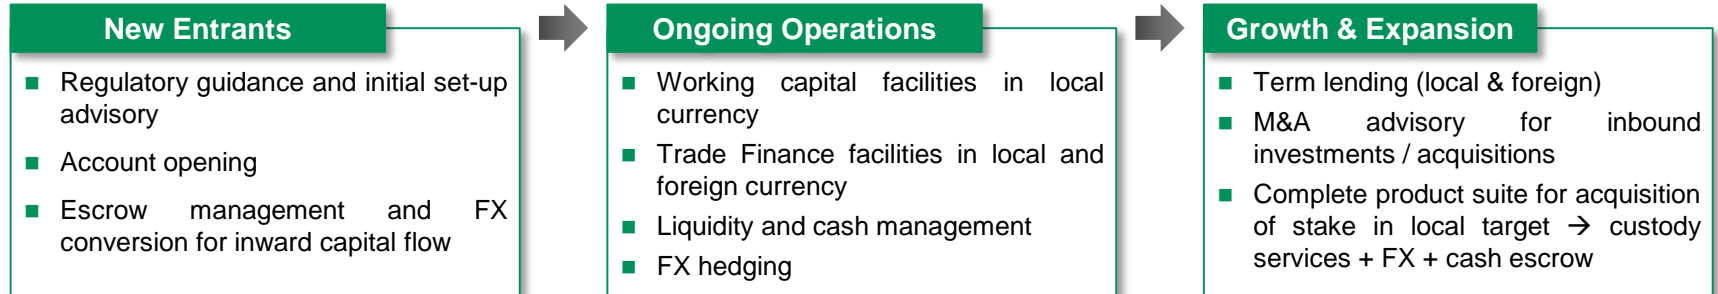 New Entrants
Regulatory guidance and initial set-up
advisory
Account opening
Escrow management and FX
conversion for inward capital flow
Ongoing Operations
Working capital facilities in local
currency
Trade Finance facilities in local and
foreign currency
Liquidity and cash management
FX hedging
Growth & Expansion
Term lending (local & foreign)
M&A advisory for inbound
investments / acquisitions
Complete product suite for acquisition
of stake in local target → custody
services + FX + cash escrow